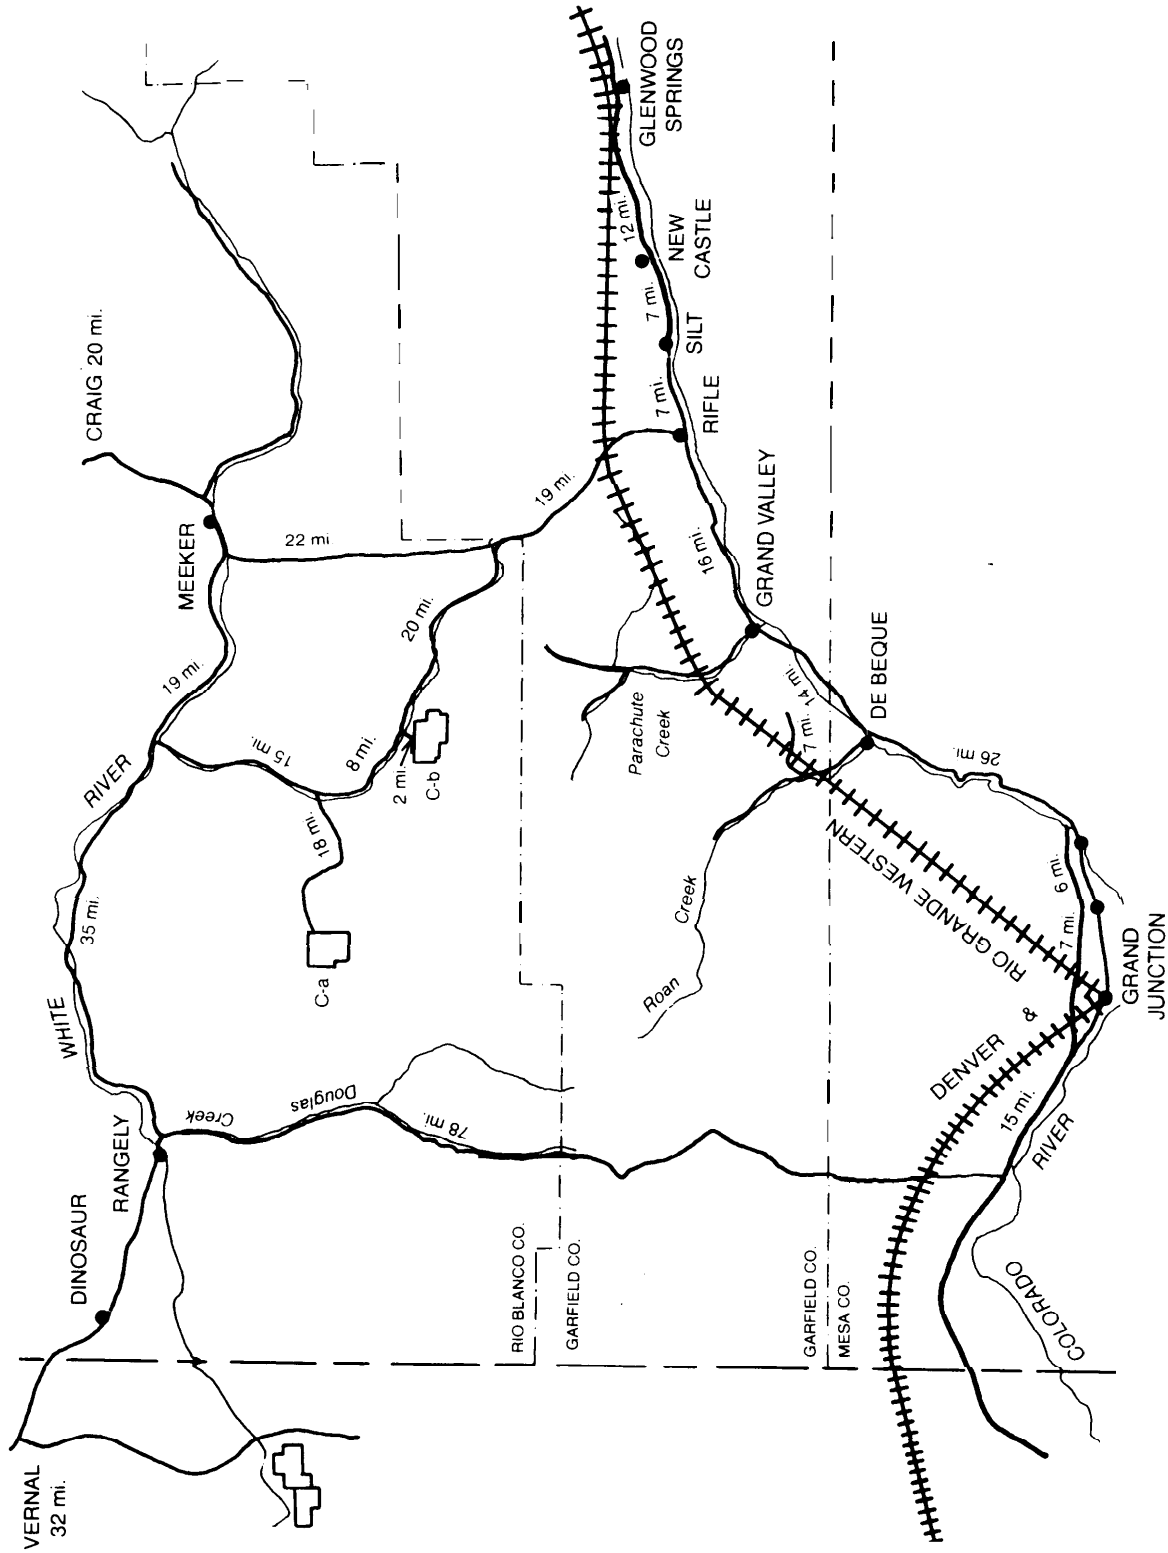 VERNAL
32 mi.
DINOSAUR
RANGELY
WHITE
RIVER
35 mi.
19 mi.
MEEKER
CRAIG 20 mi.
22 mi
15 mi.
8 mi.
20 mi.
2 mi.
C-b
18 mi.
C-a
Creek
Douglas
78 mi.
RIO BLANCO CO.
GARFIELD CO.
19 mi.
Parachute
Creek
Roan
Creek
GLENWOOD
SPRINGS
12 mi.
NEW
CASTLE
7 mi.
SILT
7 mi.
RIFLE
16 mi.
GRAND VALLEY
14 mi.
7 mi.
DE BEQUE
26 mi.
GARFIELD CO.
MESA CO.
DENVER
&
RIO GRANDE WESTERN
6 mi.
7 mi.
GRAND
JUNCTION
15 mi.
COLORADO
RIVER